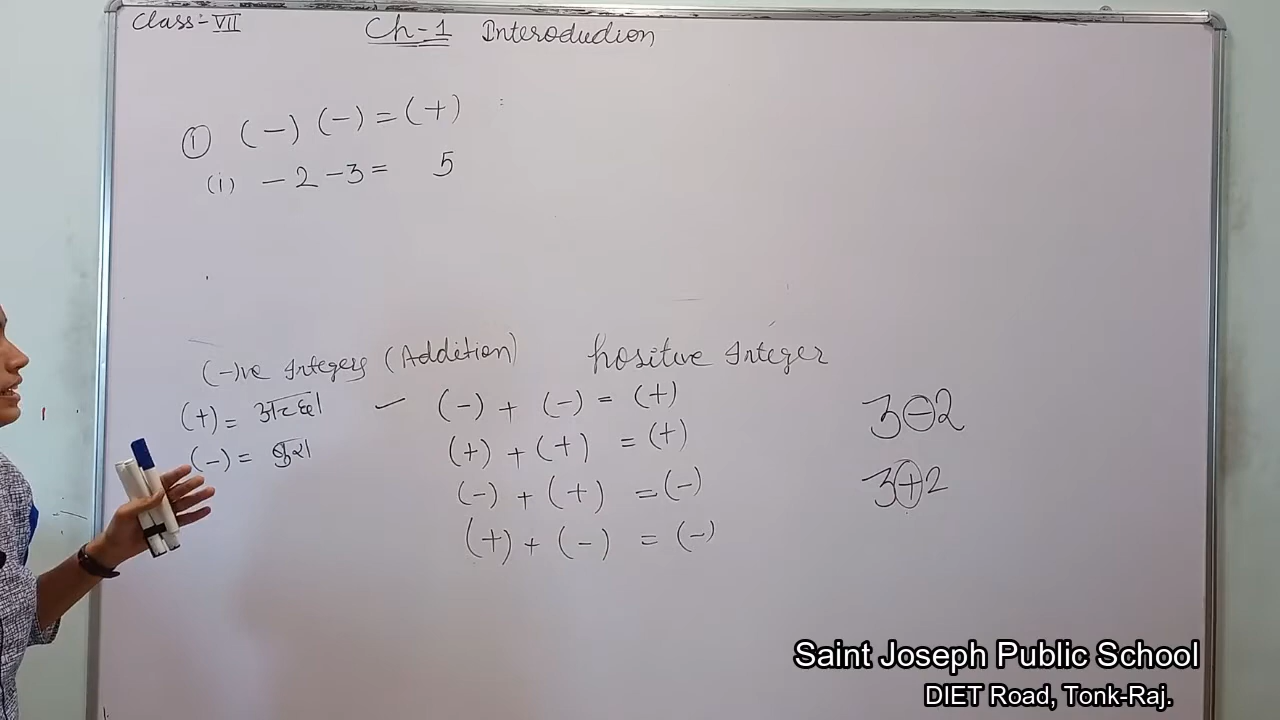 Class-VII
Ch-1 Interodudion
① (-) (-) = (+)
(i) -2 -3 = 5
(-)ve Integers (Addition) positive Integer
(+) = अच्छा
(-) = बुरा
(-) + (-) = (+)
(+) + (+) = (+)
(-) + (+) = (-)
(+) + (-) = (-)
3-2
3+2
Saint Joseph Public School
DIET Road, Tonk-Raj.